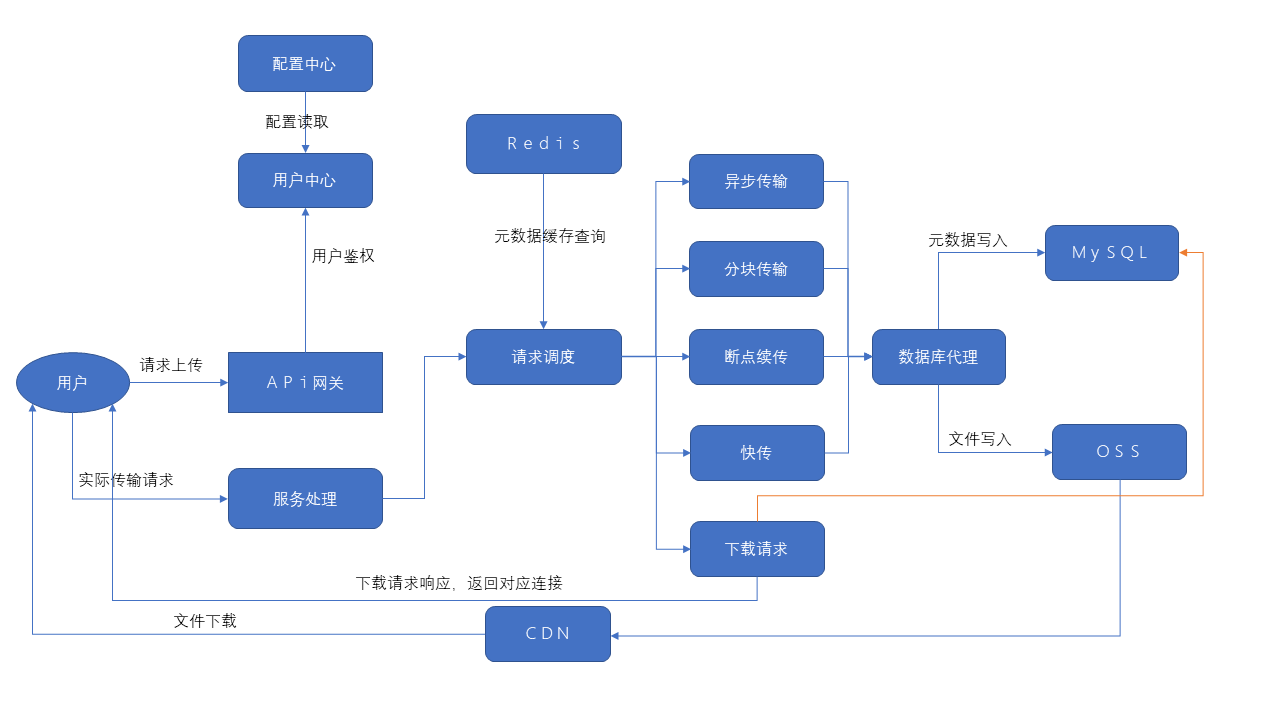 配置中心
配置读取
Redis
用户中心
异步传输
元数据缓存查询
元数据写入
用户鉴权
MySQL
分块传输
请求上传
请求调度
断点续传
数据库代理
用户
APi网关
文件写入
OSS
快传
实际传输请求
服务处理
下载请求
下载请求响应，返回对应连接
文件下载
CDN